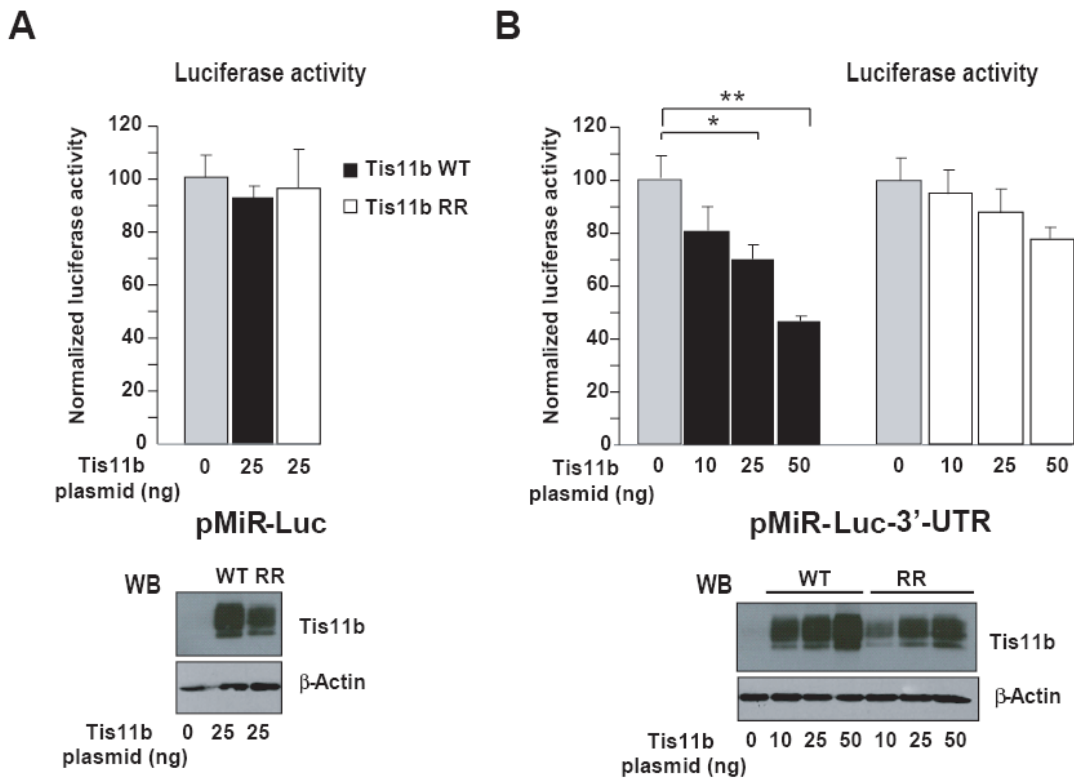 A
Luciferase activity
Normalized luciferase activity
120
100
80
60
40
20
0
Tis11b WT
Tis11b RR
Tis11b plasmid (ng)
0 25 25
pMiR-Luc
WB
WT RR
Tis11b
β-Actin
Tis11b plasmid (ng)
0 25 25
B
Luciferase activity
Normalized luciferase activity
120
100
80
60
40
20
0
**
*
Tis11b plasmid (ng)
0 10 25 50 0 10 25 50
pMiR-Luc-3'-UTR
WB
WT RR
Tis11b
β-Actin
Tis11b plasmid (ng)
0 10 25 50 10 25 50